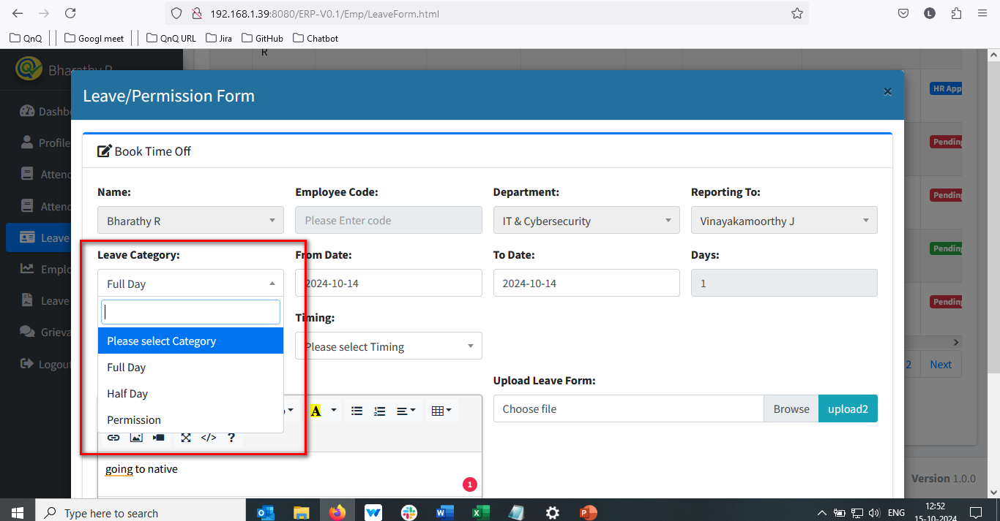 192.168.1.39:8080/ERP-V0.1/Emp/LeaveForm.html
L
QnQ
Googl meet
QnQ URL
Jira
GitHub
Chatbot
R
Bharathy R
Leave/Permission Form
×
HR App
Dashb
Profile
Attend
Attend
Leave
Emplo
Leave
Grieva
Logout
Pending
Pending
Pending
Pending
2 Next
Version 1.0.0
Book Time Off
Name: Employee Code: Department: Reporting To:
Bharathy R Please Enter code IT & Cybersecurity Vinayakamoorthy J
Leave Category: From Date: To Date: Days:
Full Day 2024-10-14 2024-10-14 1
Timing:
Please select Category Please select Timing
Full Day
Upload Leave Form:
Half Day
Choose file Browse upload2
A
Permission
</> ?
going to native
1
Type here to search
ENG
12:52
15-10-2024